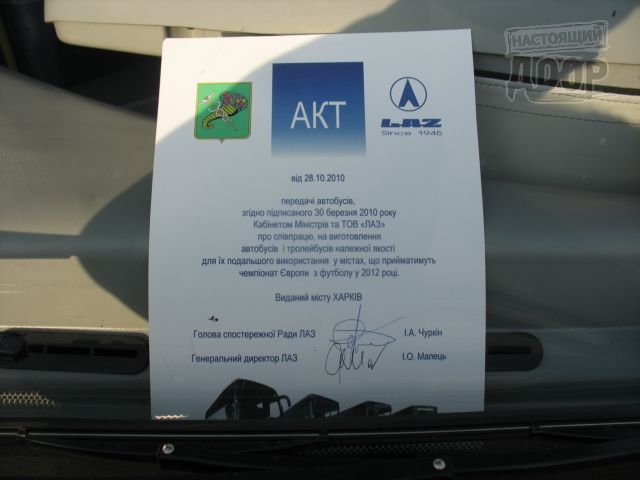 НАСТОЯЩИЙ
ДОЗОР
АКТ
LAZ
Since 1945
від 28.10.2010
передачі автобусів,
згідно підписаного 30 березня 2010 року
Кабінетом Міністрів та ТОВ «ЛАЗ»
про співпрацю, на виготовлення
автобусів і тролейбусів належної якості
для їх подальшого використання у містах, що прийматимуть
чемпіонат Європи з футболу у 2012 році.
Виданий місту ХАРКІВ
Голова спостережної Ради ЛАЗ І.А. Чуркін
Генеральний директор ЛАЗ І.О. Малець